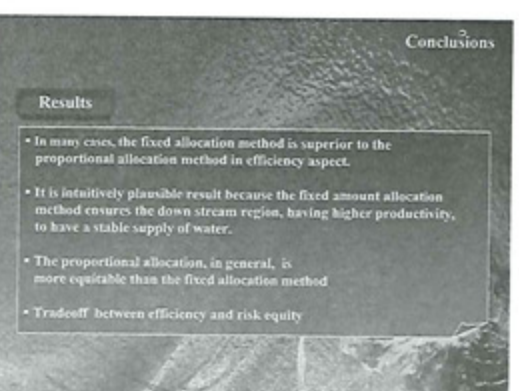 Conclusions
Results
▪ In many cases, the fixed allocation method is superior to the
proportional allocation method in efficiency aspect.
▪ It is intuitively plausible result because the fixed amount allocation
method ensures the down stream region, having higher productivity,
to have a stable supply of water.
▪ The proportional allocation, in general, is
more equitable than the fixed allocation method
▪ Tradeoff between efficiency and risk equity